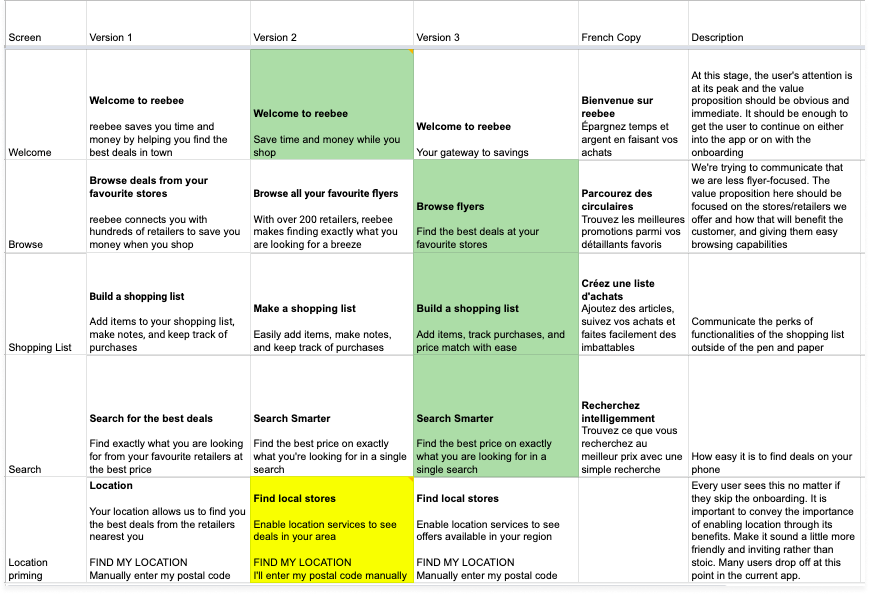 Screen
Version 1
Version 2
Version 3
French Copy
Description
Welcome
Welcome to reebee
reebee saves you time and
money by helping you find the
best deals in town
Welcome to reebee
Save time and money while you
shop
Welcome to reebee
Your gateway to savings
Bienvenue sur
reebee
Épargnez temps et
argent en faisant vos
achats
At this stage, the user's attention is
at its peak and the value
proposition should be obvious and
immediate. It should be enough to
get the user to continue on either
into the app or on with the
onboarding
Browse
Browse deals from your
favourite stores
reebee connects you with
hundreds of retailers to save you
money when you shop
Browse all your favourite flyers
With over 200 retailers, reebee
makes finding exactly what you
are looking for a breeze
Browse flyers
Find the best deals at your
favourite stores
Parcourez des
circulaires
Trouvez les meilleures
promotions parmi vos
détaillants favoris
We're trying to communicate that
we are less flyer-focused. The
value proposition here should be
focused on the stores/retailers we
offer and how that will benefit the
customer, and giving them easy
browsing capabilities
Shopping List
Build a shopping list
Add items to your shopping list,
make notes, and keep track of
purchases
Make a shopping list
Easily add items, make notes,
and keep track of purchases
Build a shopping list
Add items, track purchases, and
price match with ease
Créez une liste
d'achats
Ajoutez des articles,
suivez vos achats et
faites facilement des
imbattables
Communicate the perks of
functionalities of the shopping list
outside of the pen and paper
Search
Search for the best deals
Find exactly what you are looking
for from your favourite retailers at
the best price
Search Smarter
Find the best price on exactly
what you're looking for in a single
search
Search Smarter
Find the best price on exactly
what you are looking for in a
single search
Recherchez
intelligemment
Trouvez ce que vous
recherchez au
meilleur prix avec une
simple recherche
How easy it is to find deals on your
phone
Location
priming
Location
Your location allows us to find you
the best deals from the retailers
nearest you
FIND MY LOCATION
Manually enter my postal code
Find local stores
Enable location services to see
deals in your area
FIND MY LOCATION
I'll enter my postal code manually
Find local stores
Enable location services to see
offers available in your region
FIND MY LOCATION
Manually enter my postal code
Every user sees this no matter if
they skip the onboarding. It is
important to convey the importance
of enabling location through its
benefits. Make it sound a little more
friendly and inviting rather than
stoic. Many users drop off at this
point in the current app.